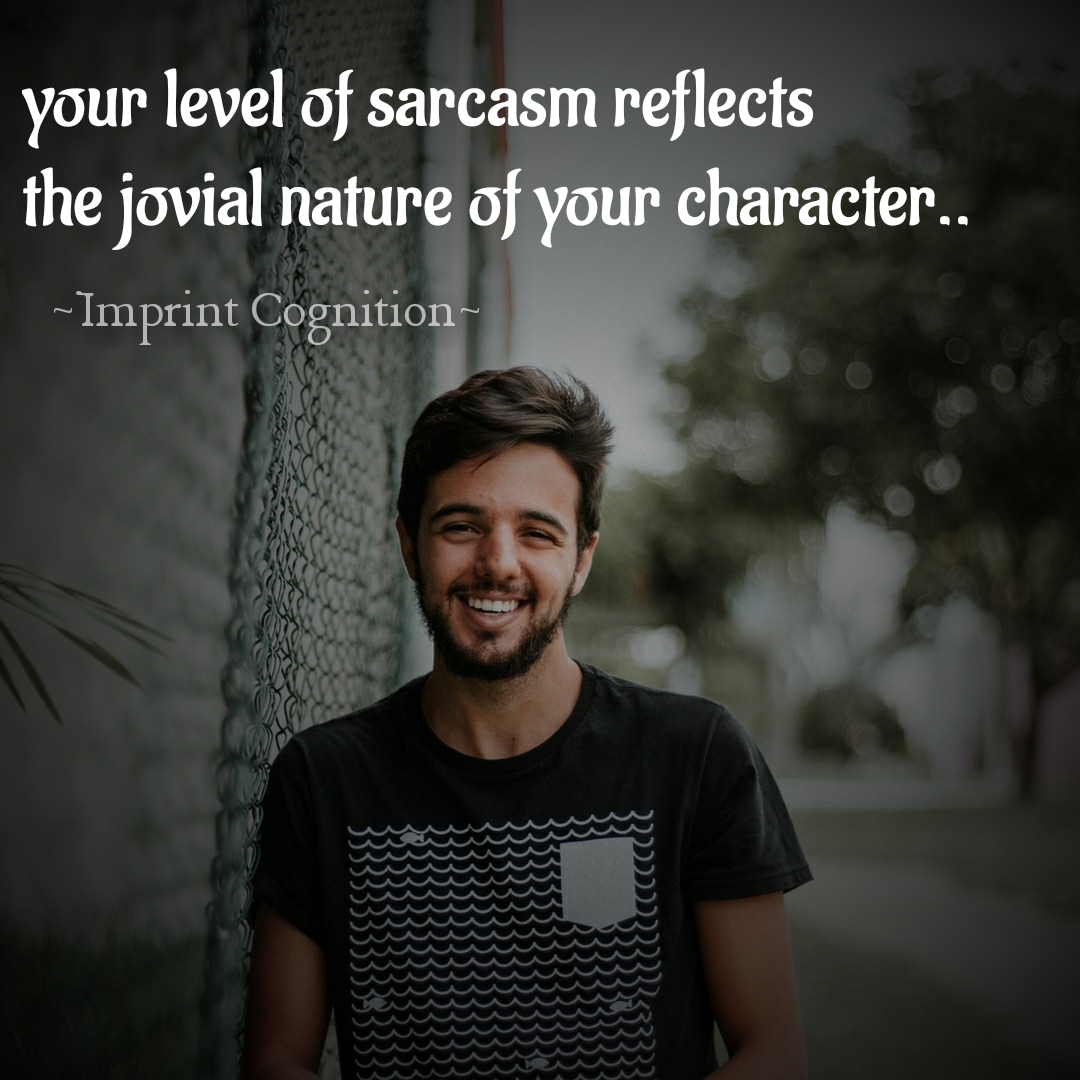 your level of sarcasm reflects
the jovial nature of your character..
~Imprint Cognition~